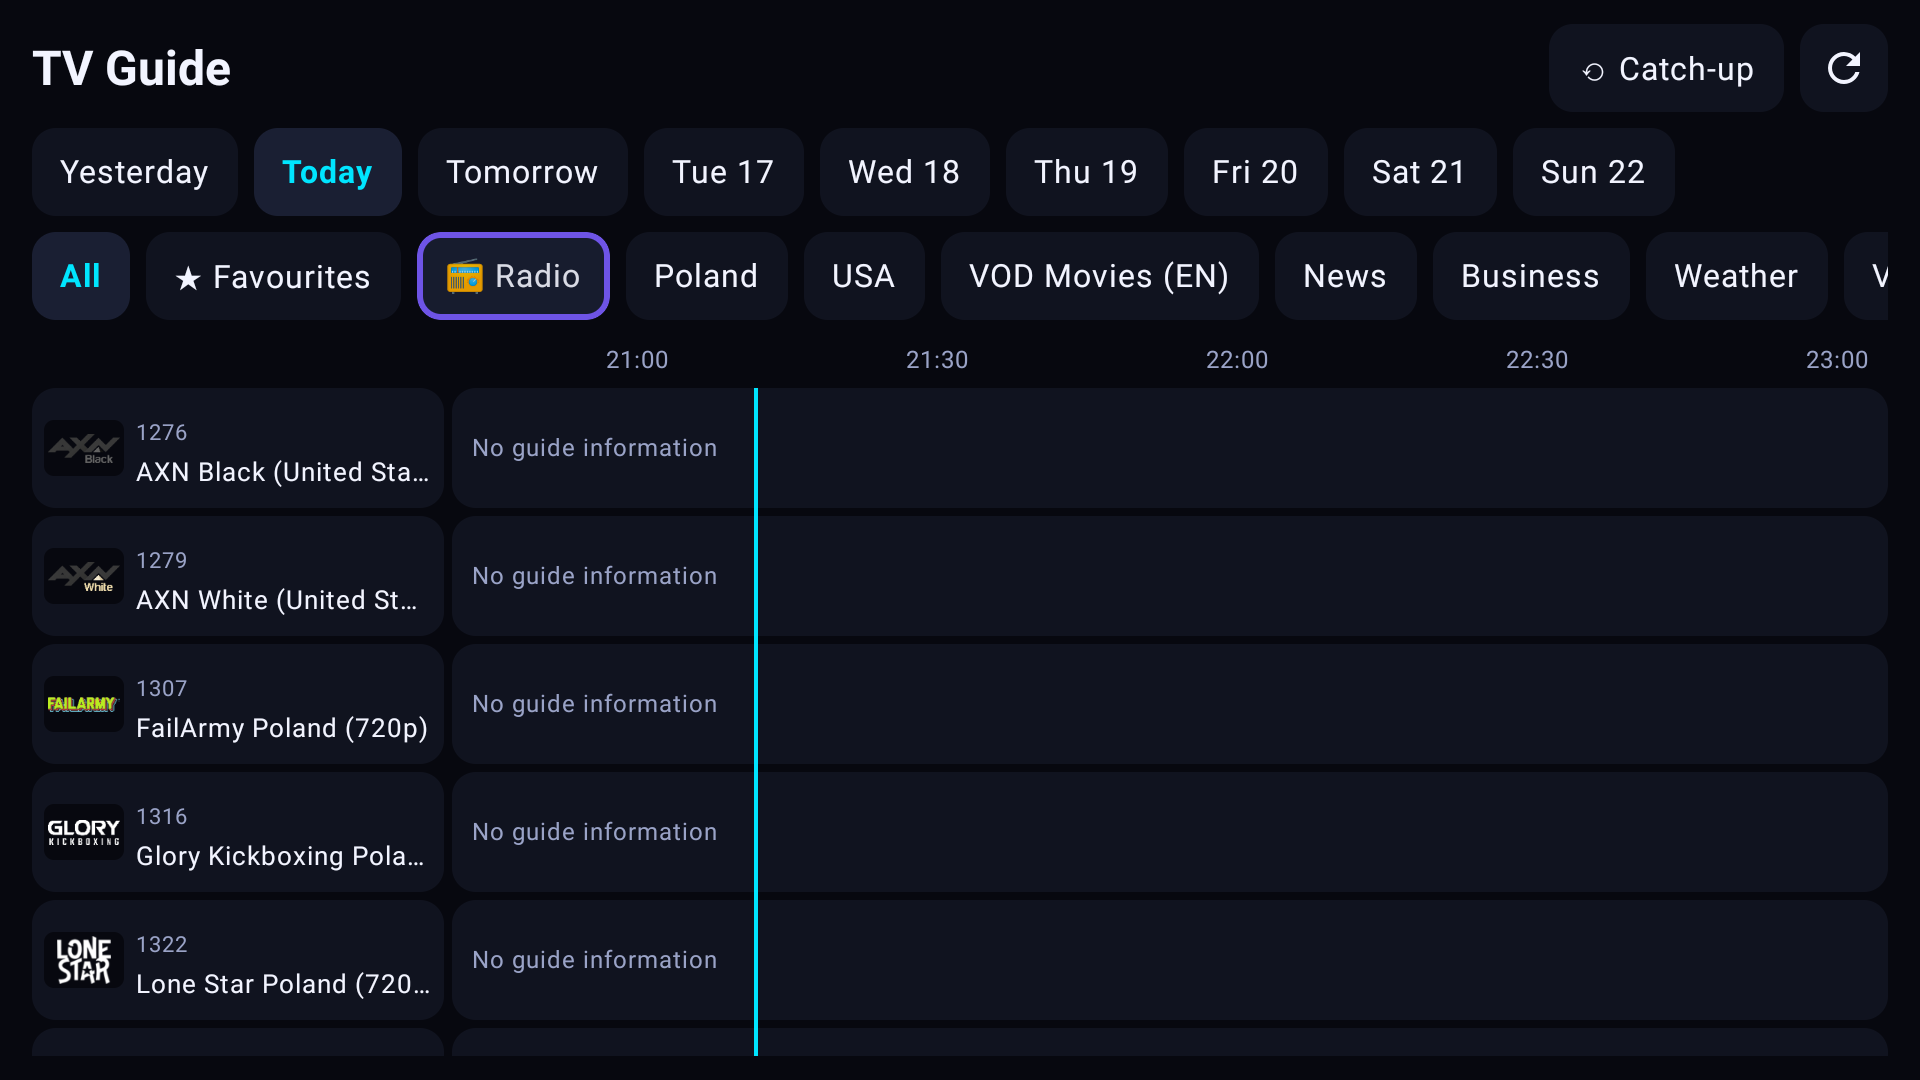 TV Guide
Catch-up
Yesterday Today Tomorrow Tue 17 Wed 18 Thu 19 Fri 20 Sat 21 Sun 22
All ★ Favourites 📻 Radio Poland USA VOD Movies (EN) News Business Weather V
21:00 21:30 22:00 22:30 23:00
AXN Black
1276
AXN Black (United Sta...
No guide information
AXN White
1279
AXN White (United St...
No guide information
FAILARMY
1307
FailArmy Poland (720p)
No guide information
GLORY
KICKBOXING
1316
Glory Kickboxing Pola...
No guide information
LONE
STAR
1322
Lone Star Poland (720...
No guide information